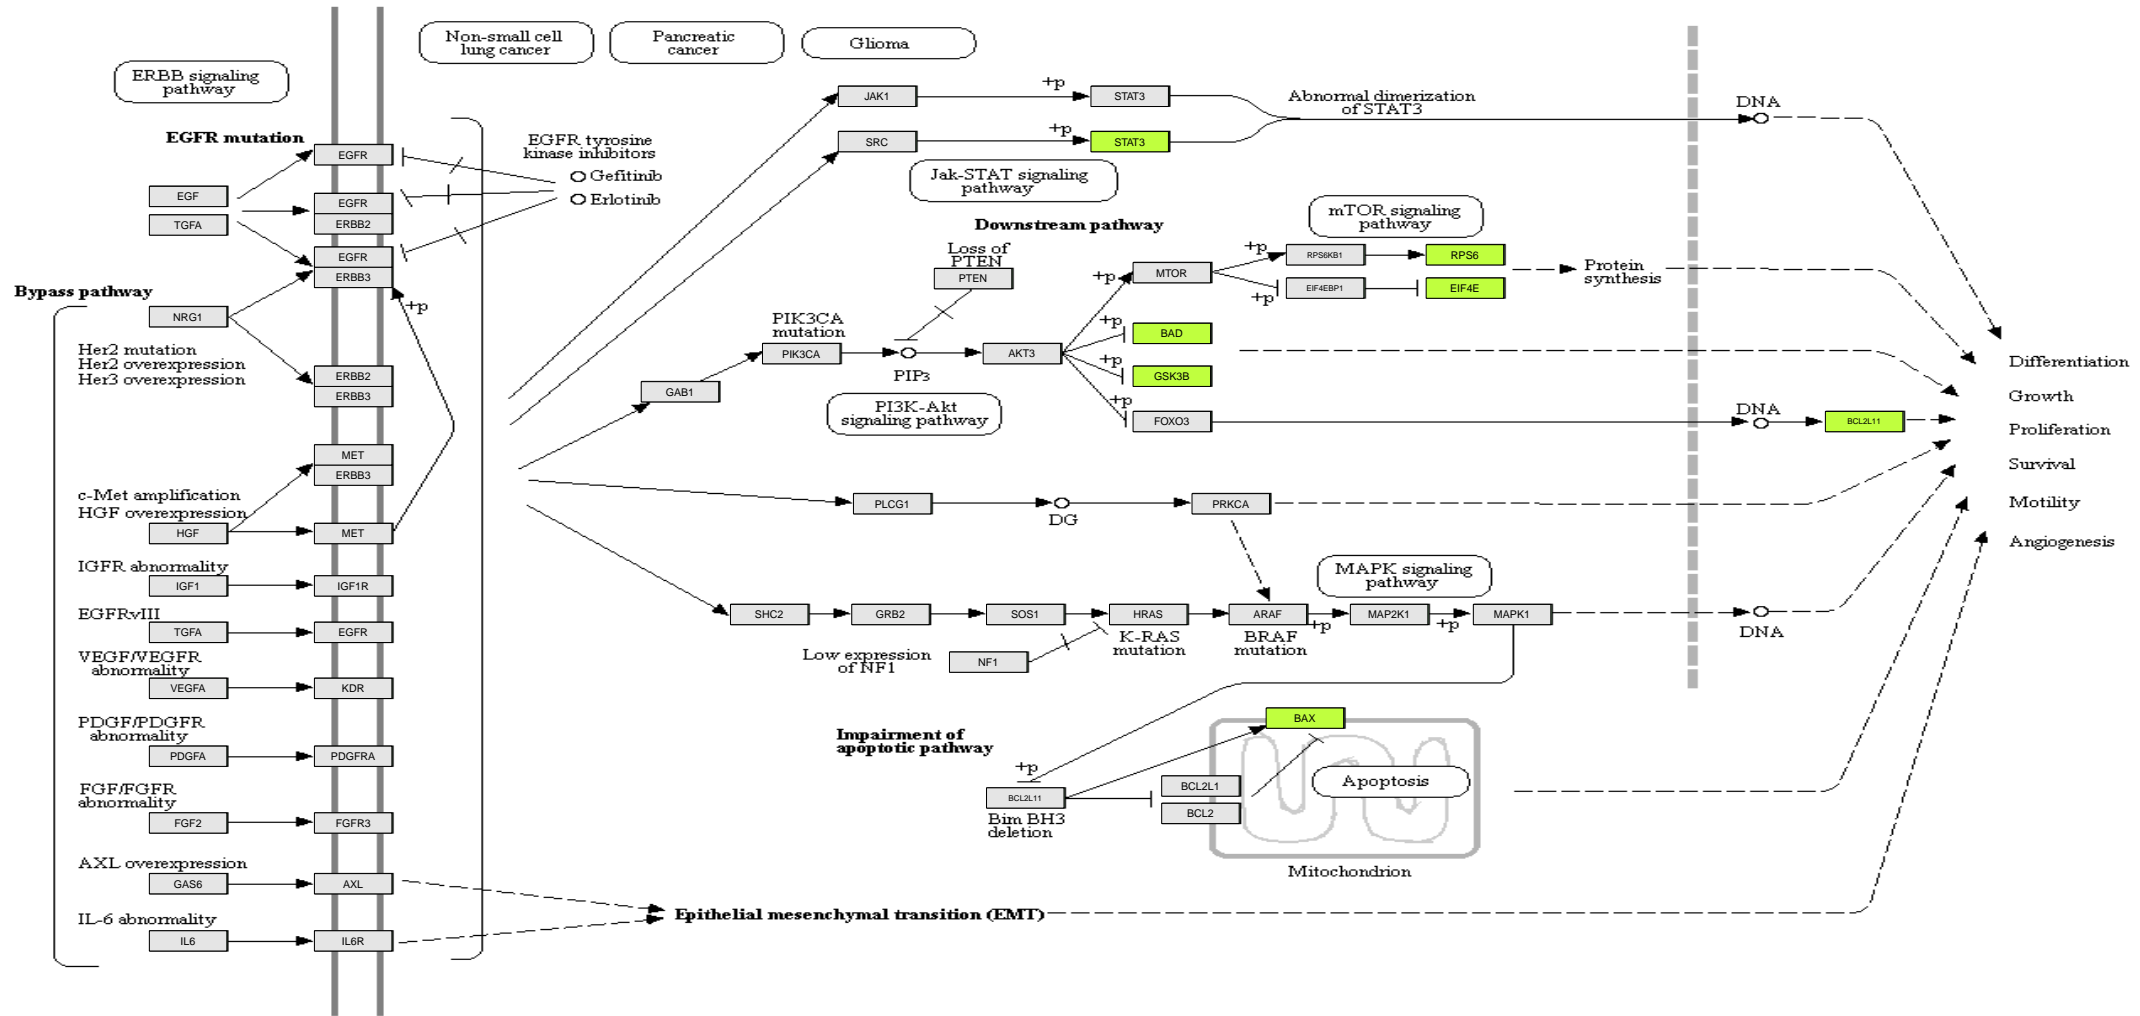 Non-small cell
lung cancer
Pancreatic
cancer
Glioma
ERBB signaling
pathway
EGFR mutation
EGFR
EGF
TGFA
EGFR
ERBB2
EGFR
ERBB3
EGFR tyrosine
kinase inhibitors
Gefitinib
Erlotinib
Bypass pathway
NRG1
+p
Her2 mutation
Her2 overexpression
Her3 overexpression
ERBB2
ERBB3
MET
ERBB3
c-Met amplification
HGF overexpression
HGF
MET
IGFR abnormality
IGF1
IGF1R
EGFRvIII
TGFA
EGFR
VEGF/VEGFR
abnormality
VEGFA
KDR
PDGF/PDGFR
abnormality
PDGFA
PDGFRA
FGF/FGFR
abnormality
FGF2
FGFR3
AXL overexpression
GAS6
AXL
IL-6 abnormality
IL6
IL6R
Epithelial mesenchymal transition (EMT)
JAK1
+p
STAT3
SRC
+p
STAT3
Abnormal dimerization
of STAT3
DNA
Jak-STAT signaling
pathway
Downstream pathway
mTOR signaling
pathway
Loss of
PTEN
PTEN
+p
MTOR
+p
RPS6KB1
RPS6
+p
EIF4EBP1
EIF4E
Protein
synthesis
PIK3CA
mutation
PIK3CA
GAB1
PIP3
AKT3
+p
BAD
+p
GSK3B
+p
FOXO3
DNA
BCL2L11
PI3K-Akt
signaling pathway
PLCG1
DG
PRKCA
MAPK signaling
pathway
SHC2
GRB2
SOS1
HRAS
ARAF
+p
MAP2K1
+p
MAPK1
DNA
K-RAS
mutation
BRAF
mutation
Low expression
of NF1
NF1
Impairment of
apoptotic pathway
BAX
+p
BCL2L11
Bim BH3
deletion
BCL2L1
BCL2
Apoptosis
Mitochondrion
Differentiation
Growth
Proliferation
Survival
Motility
Angiogenesis